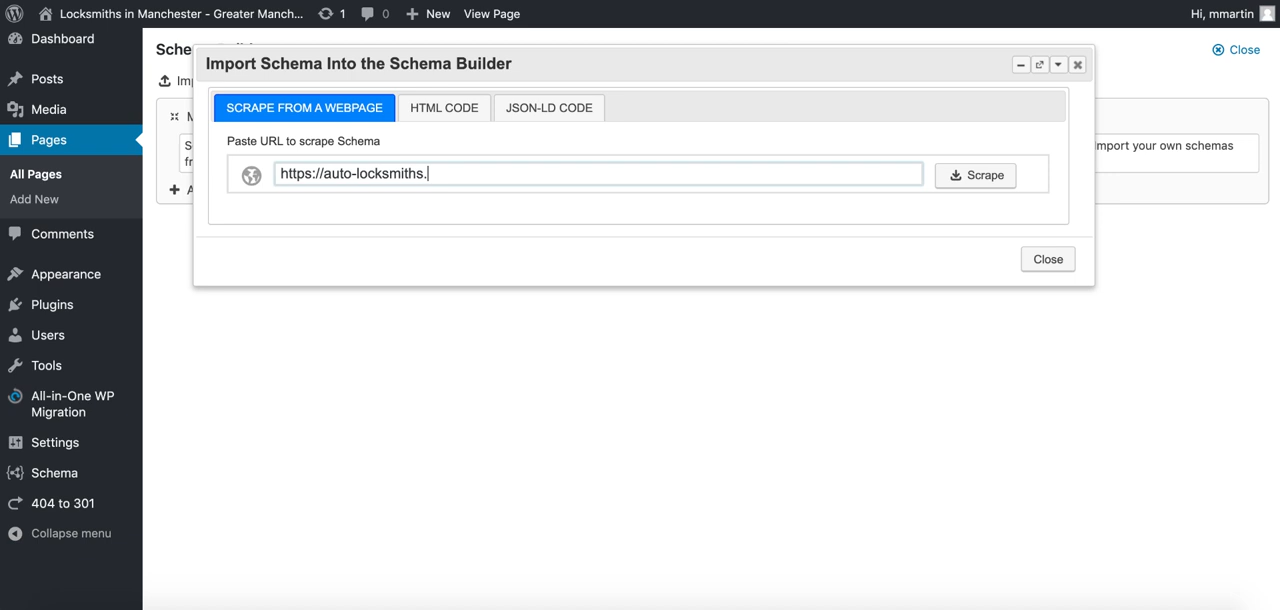 Locksmiths in Manchester - Greater Manch... 1 0 New View Page Hi, mmartin
Dashboard
Posts
Media
Pages
All Pages
Add New
Comments
Appearance
Plugins
Users
Tools
All-in-One WP
Migration
Settings
Schema
404 to 301
Collapse menu
Close
Import Schema Into the Schema Builder
SCRAPE FROM A WEBPAGE HTML CODE JSON-LD CODE
Paste URL to scrape Schema
https://auto-locksmiths.
Scrape
Close
import your own schemas